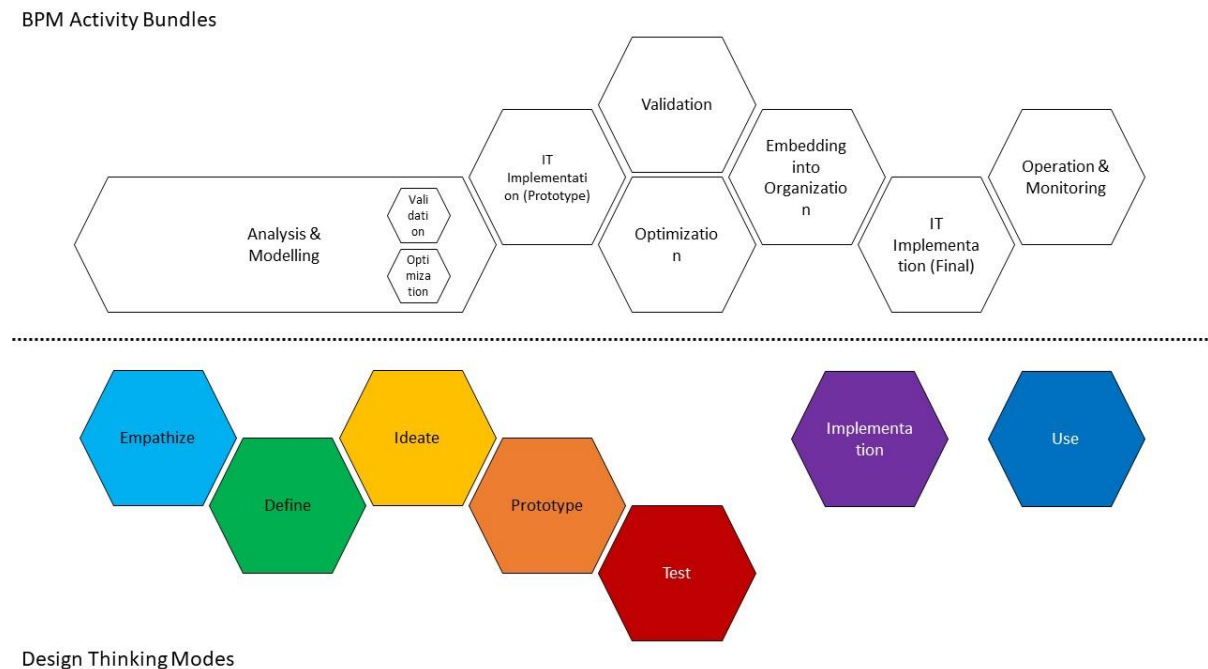 BPM Activity Bundles
Validation
IT
Implementati
on (Prototype)
Embedding
into
Organizatio
n
Operation &
Monitoring
Analysis &
Modelling
Vali
dati
on
Opti
miza
tion
Optimizatio
n
IT
Implementa
tion (Final)
Empathize
Define
Ideate
Prototype
Test
Implementa
tion
Use
Design Thinking Modes